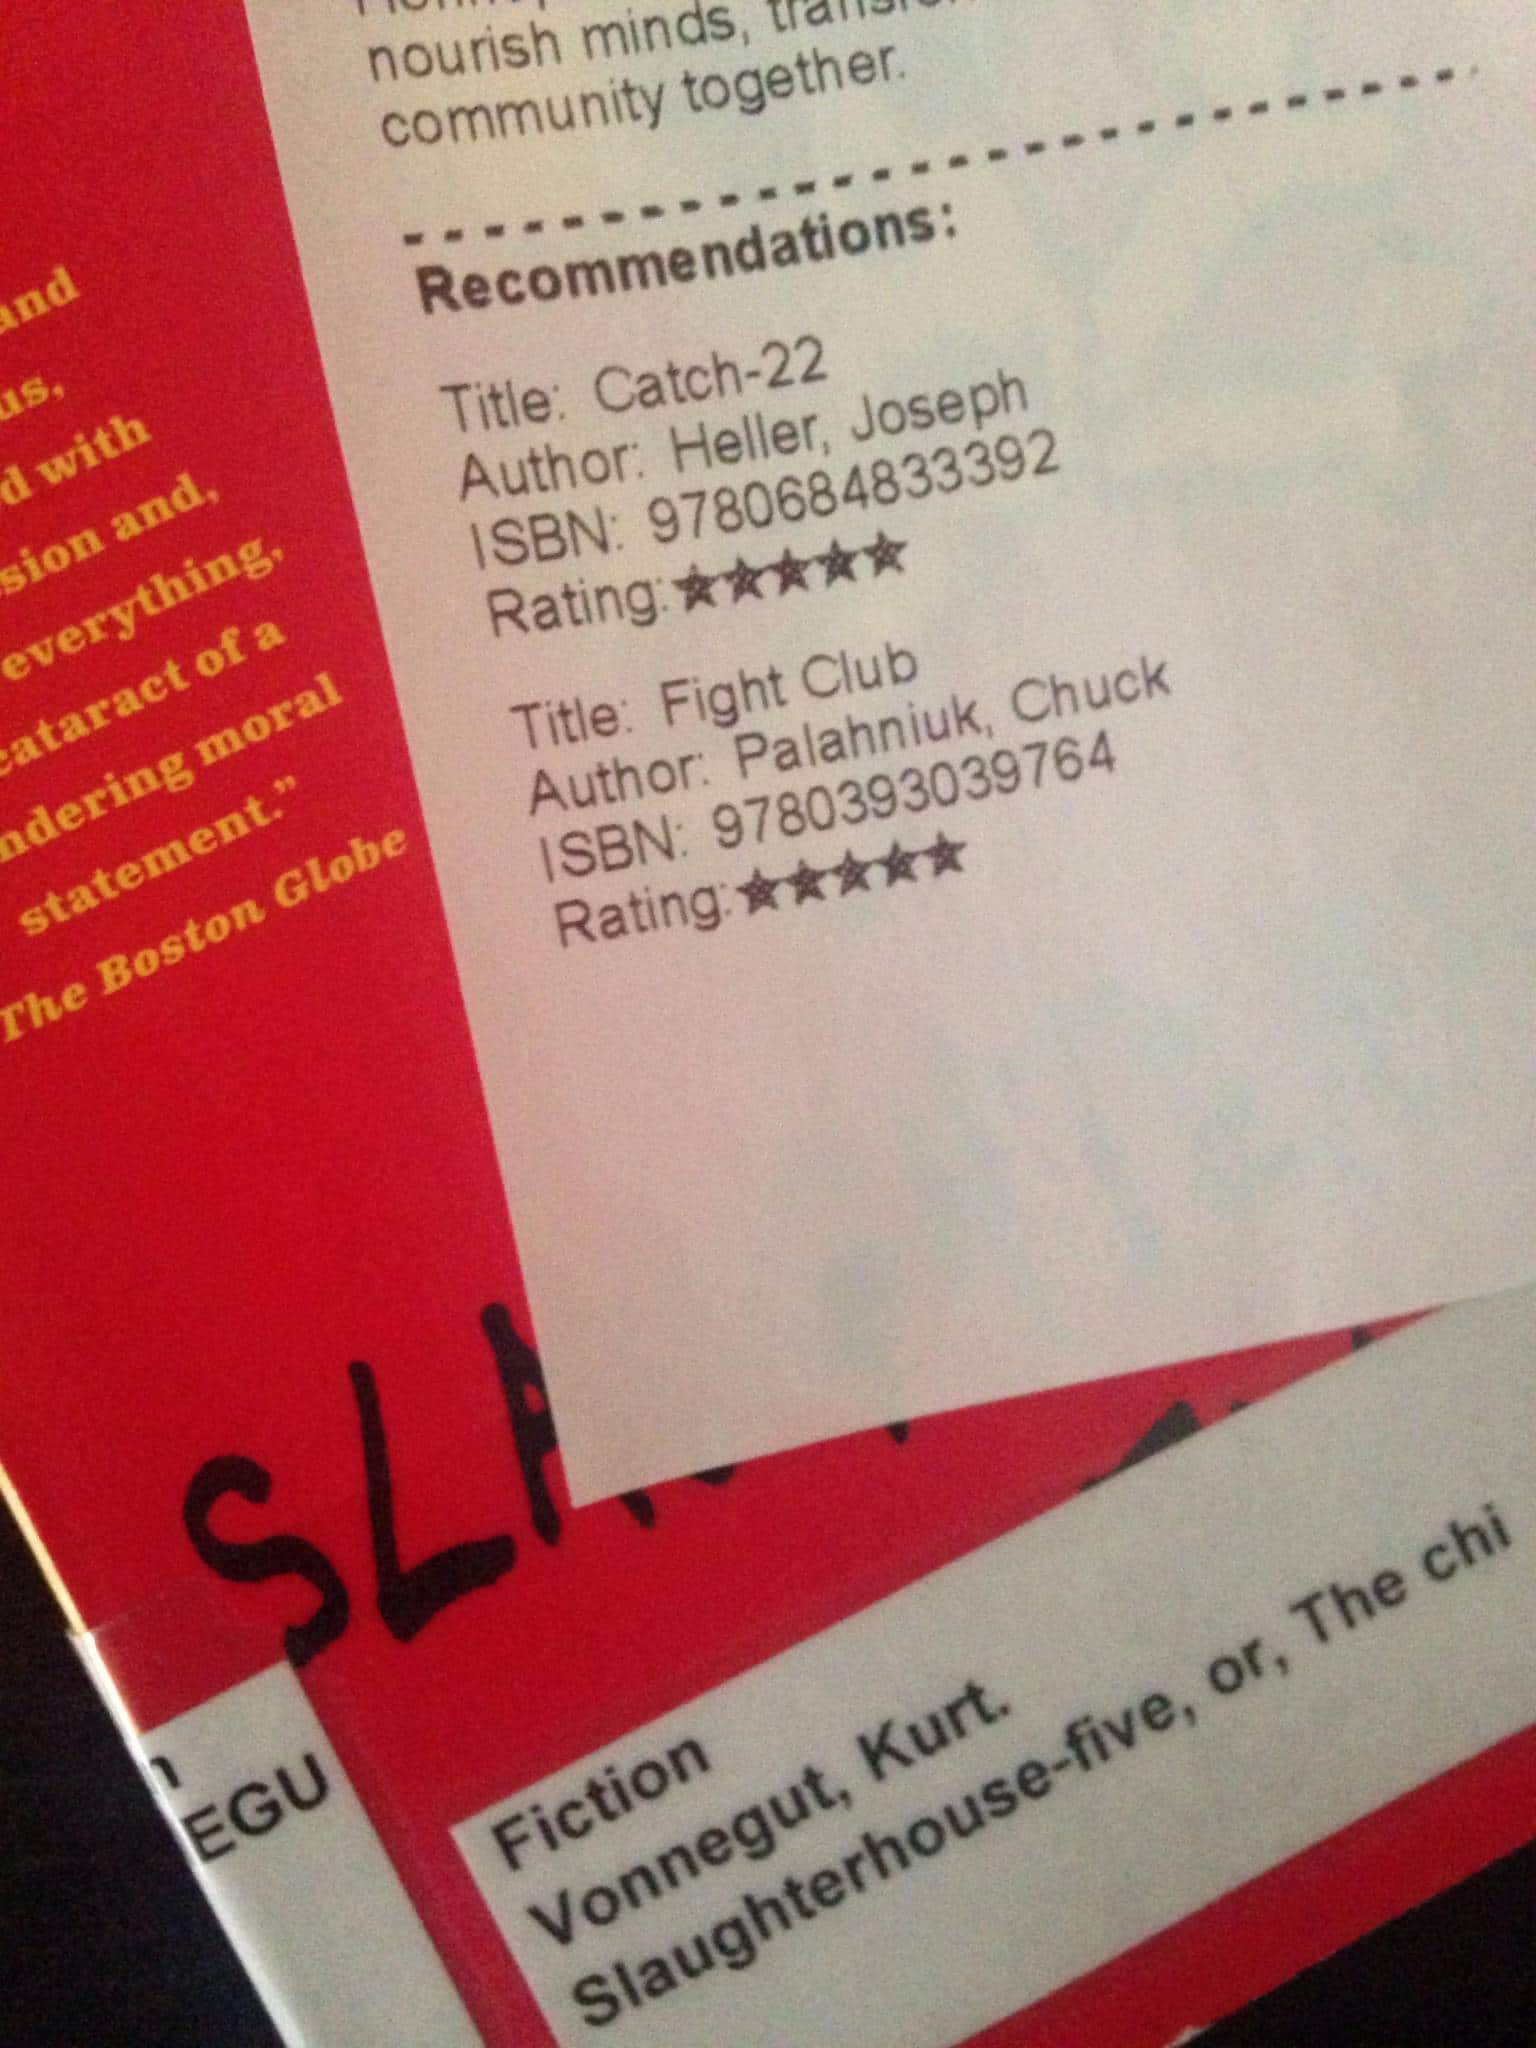 nourish minds,
community together.
Recommendations:
Title: Catch-22
Author: Heller, Joseph
ISBN: 9780684833392
Rating:★★★★★
Title: Fight Club
Author: Palahniuk, Chuck
ISBN: 9780393039764
Rating:★★★★★
and
us,
d with
sion and,
everything,
cataract of a
ndering moral
statement.”
The Boston Globe
SLA
EGU
Fiction
Vonnegut, Kurt.
Slaughterhouse-five, or, The chi